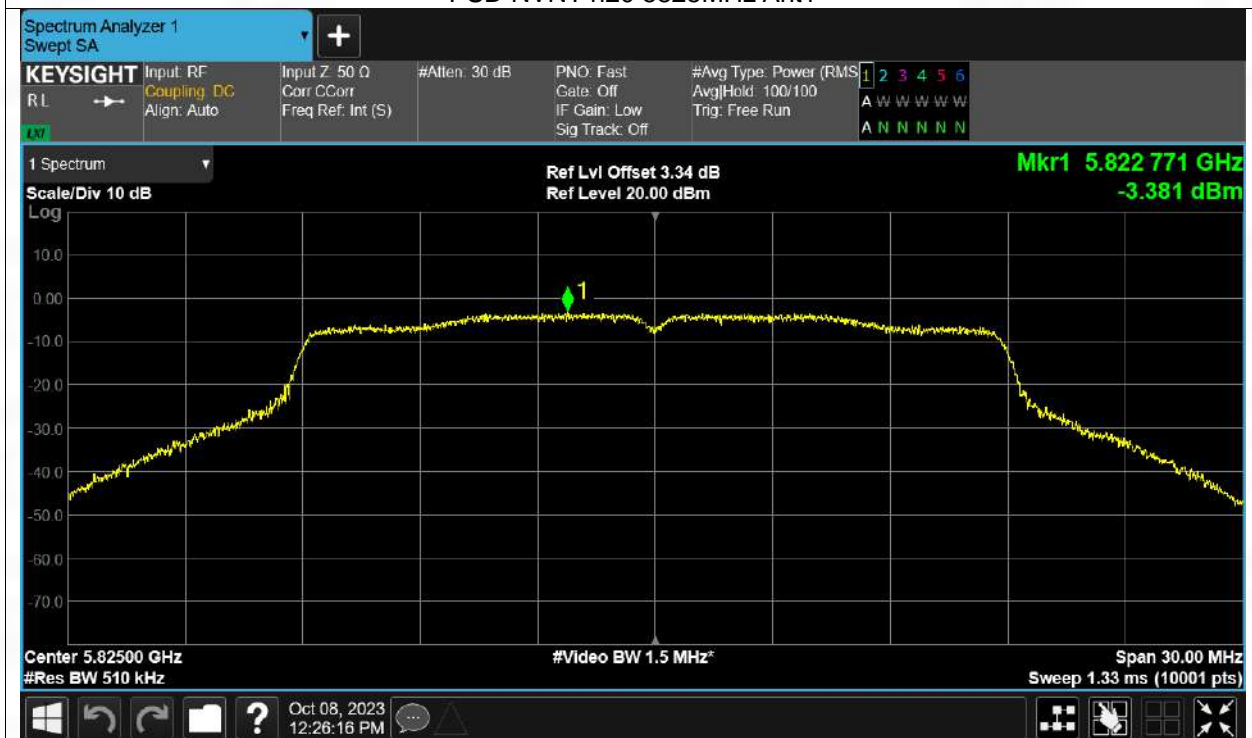 Spectrum Analyzer 1
Swept SA
+
KEYSIGHT
RL
LXI
Input: RF
Coupling: DC
Align: Auto
Input Z: 50 Ω
Corr CCorr
Freq Ref: Int (S)
#Atten: 30 dB
PNO: Fast
Gate: Off
IF Gain: Low
Sig Track: Off
#Avg Type: Power (RMS
Avg|Hold: 100/100
Trig: Free Run
1 2 3 4 5 6
A W W W W W
A N N N N N
1 Spectrum
Scale/Div 10 dB
Log
Ref Lvl Offset 3.34 dB
Ref Level 20.00 dBm
Mkr1 5.822 771 GHz
-3.381 dBm
10.0
0.00
-10.0
-20.0
-30.0
-40.0
-50.0
-60.0
-70.0
1
Center 5.82500 GHz
#Res BW 510 kHz
#Video BW 1.5 MHz*
Span 30.00 MHz
Sweep 1.33 ms (10001 pts)
?
Oct 08, 2023
12:26:16 PM